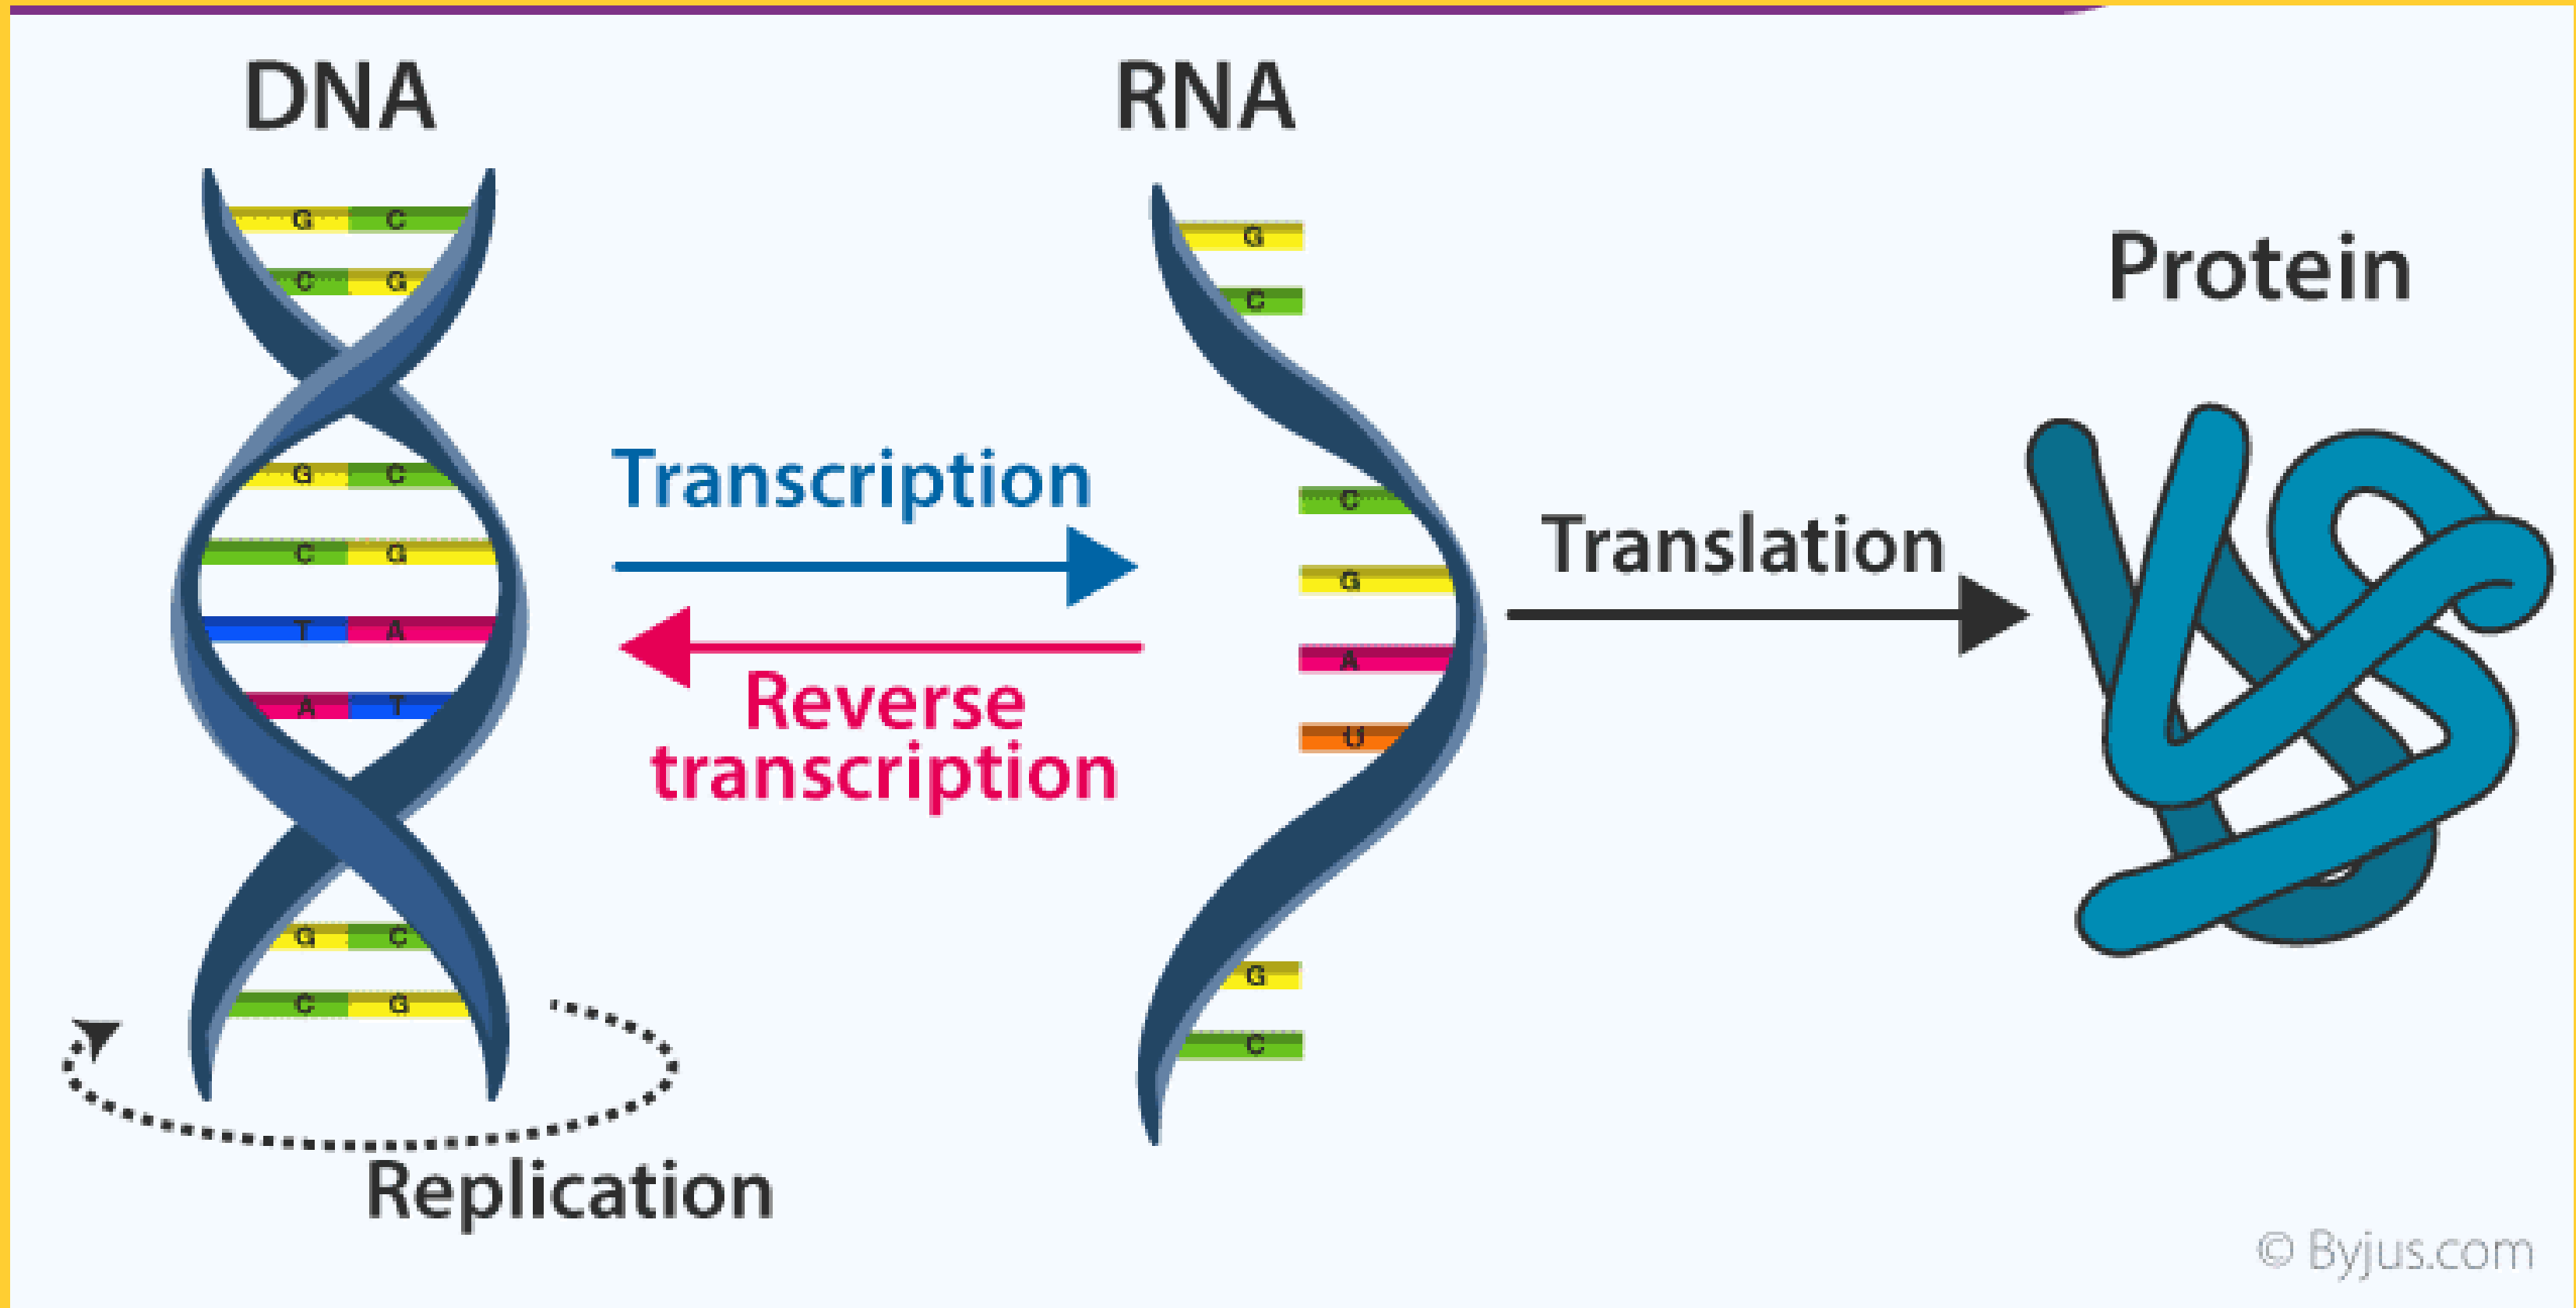 DNA
RNA
Protein
G C
C G
G C
C G
T A
A T
G C
C G
Transcription
Reverse
transcription
G
C
C
G
A
U
G
C
Translation
Replication
© Byjus.com